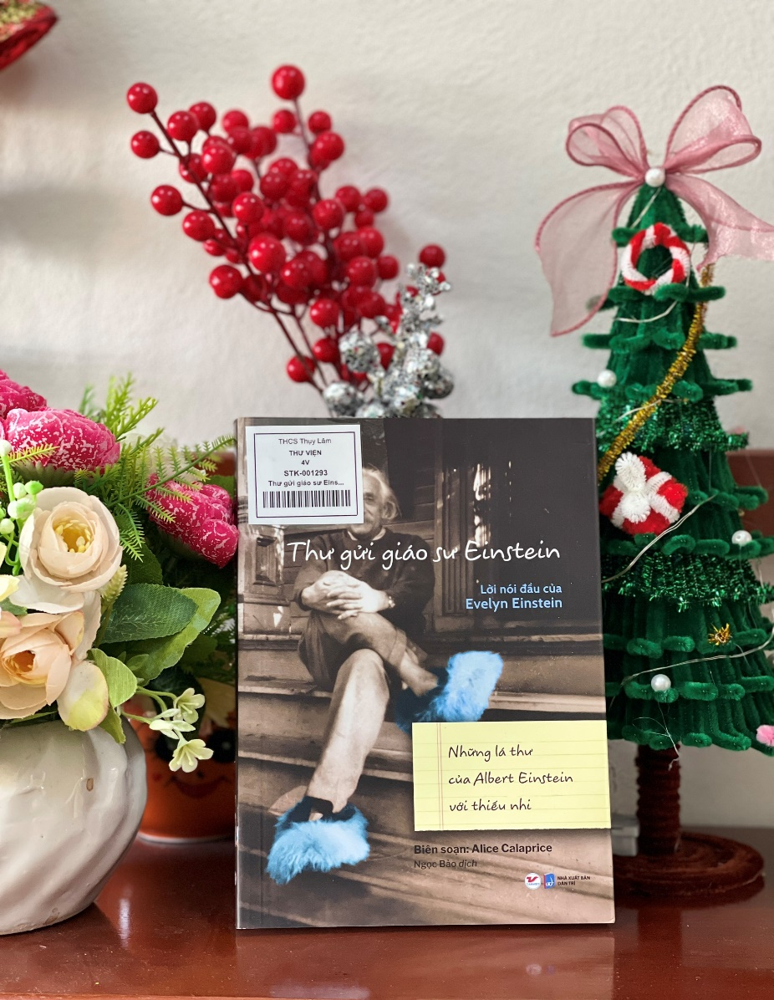 THCS Thụy Lâm
THƯ VIỆN
4V
STK-001293
Thư gửi giáo sư Eins...
Thư gửi giáo sư Einstein
Lời nói đầu của
Evelyn Einstein
Những lá thư
của Albert Einstein
với thiếu nhi
Biên soạn: Alice Calaprice
Ngọc Bảo dịch
NHÀ XUẤT BẢN
DÂN TRÍ